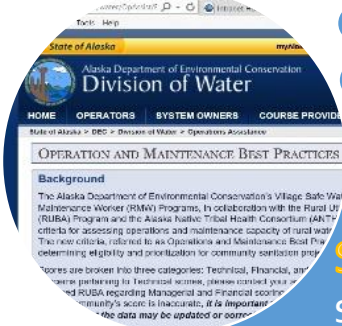 Tools Help
State of Alaska
Alaska Department of Environmental Conservation
Division of Water
HOME OPERATORS SYSTEM OWNERS COURSE PROVIDE
State of Alaska > DEC > Division of Water > Operations Assistance
OPERATION AND MAINTENANCE BEST PRACTICES
Background
The Alaska Department of Environmental Conservation's Village Safe Wat
Maintenance Worker (RMW) Programs, in collaboration with the Rural Ut
(RUBA) Program and the Alaska Native Tribal Health Consortium (ANTH
criteria for assessing operations and maintenance capacity of rural wate
The new criteria, referred to as Operations and Maintenance Best Prac
determining eligibility and prioritization for community sanitation proj
Scores are broken into three categories: Technical, Financial, and
pertaining to Technical scores, please contact your
RUBA regarding Managerial and Financial scoring
community's score is inaccurate, it is important
the data may be updated or